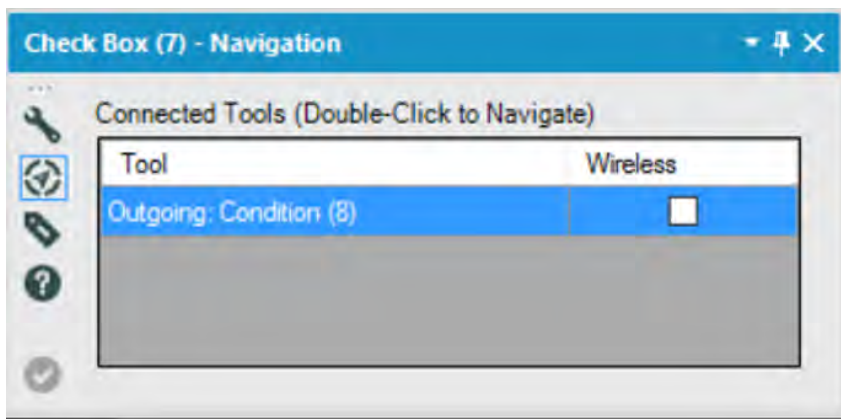 Check Box (7) - Navigation
Connected Tools (Double-Click to Navigate)
Tool Wireless
Outgoing: Condition (8)